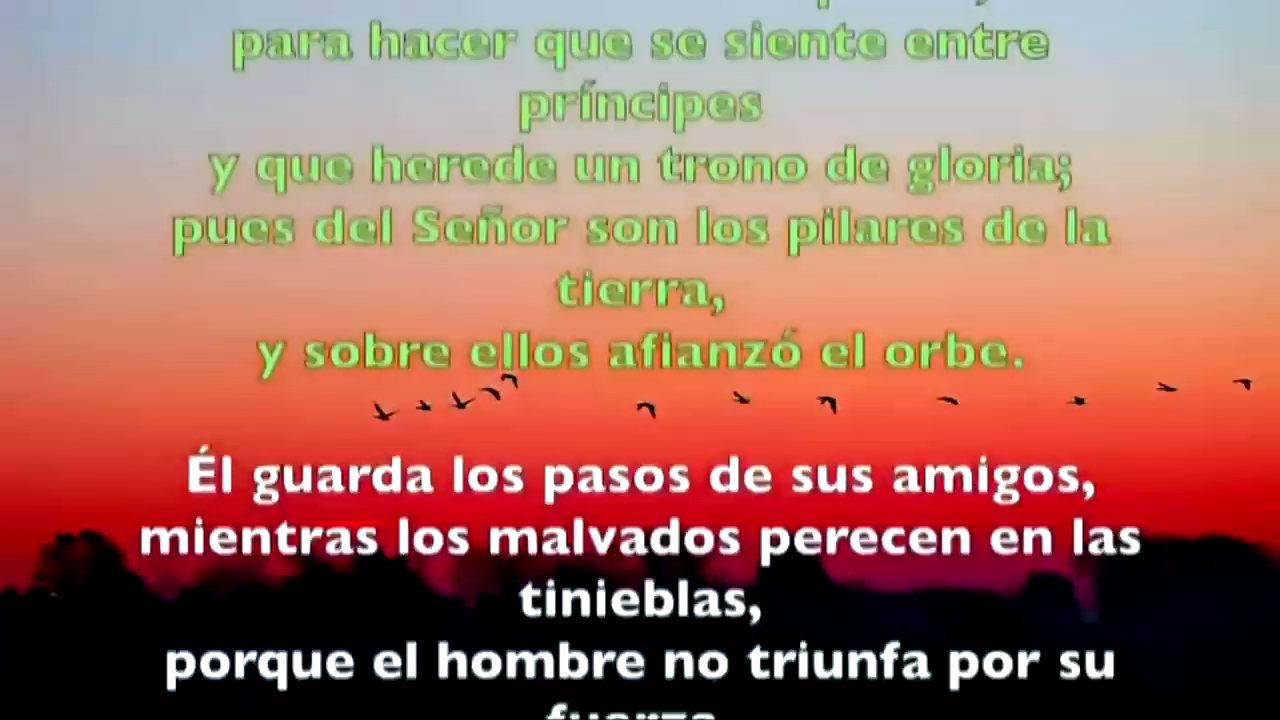 para hacer que se siente entre
príncipes
y que herede un trono de gloria;
pues del Señor son los pilares de la
tierra,
y sobre ellos afianzó el orbe.
Él guarda los pasos de sus amigos,
mientras los malvados perecen en las
tinieblas,
porque el hombre no triunfa por su